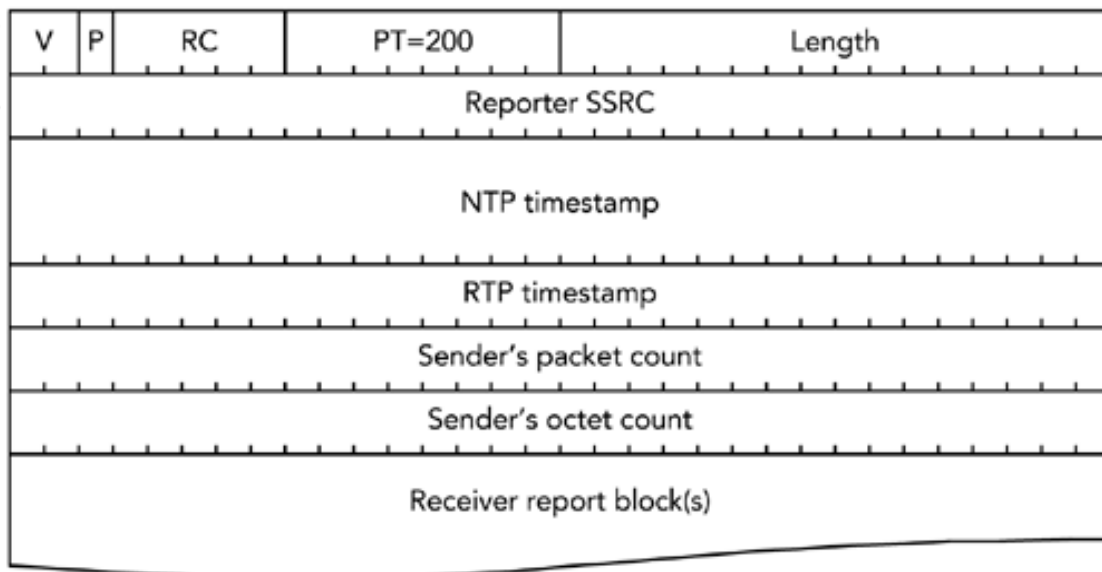 V P RC PT=200 Length
Reporter SSRC
NTP timestamp
RTP timestamp
Sender's packet count
Sender's octet count
Receiver report block(s)